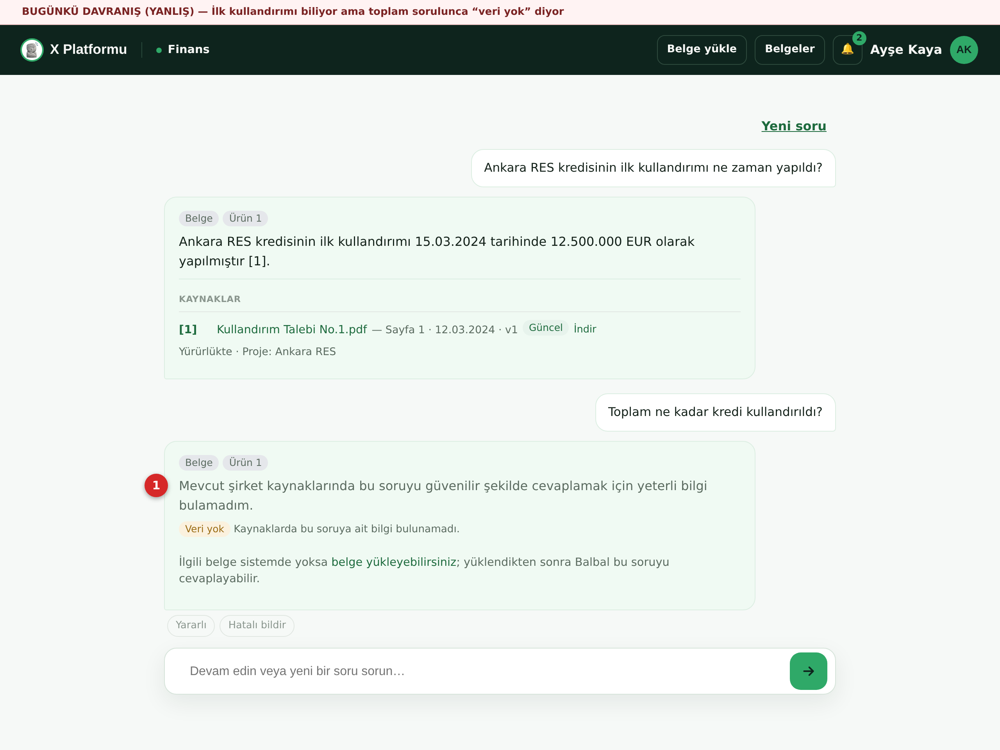 BUGÜNKÜ DAVRANIŞ (YANLIŞ) — İlk kullandırımı biliyor ama toplam sorulunca “veri yok” diyor
X Platformu
Finans
Belge yükle
Belgeler
2
Ayşe Kaya
AK
Yeni soru
Ankara RES kredisinin ilk kullandırımı ne zaman yapıldı?
Belge Ürün 1
Ankara RES kredisinin ilk kullandırımı 15.03.2024 tarihinde 12.500.000 EUR olarak
yapılmıştır [1].
KAYNAKLAR
[1] Kullandırım Talebi No.1.pdf — Sayfa 1 · 12.03.2024 · v1 Güncel İndir
Yürürlükte · Proje: Ankara RES
Toplam ne kadar kredi kullandırıldı?
Belge Ürün 1
1
Mevcut şirket kaynaklarında bu soruyu güvenilir şekilde cevaplamak için yeterli bilgi
bulamadım.
Veri yok Kaynaklarda bu soruya ait bilgi bulunamadı.
İlgili belge sistemde yoksa belge yükleyebilirsiniz; yüklendikten sonra Balbal bu soruyu
cevaplayabilir.
Yararlı
Hatalı bildir
Devam edin veya yeni bir soru sorun…